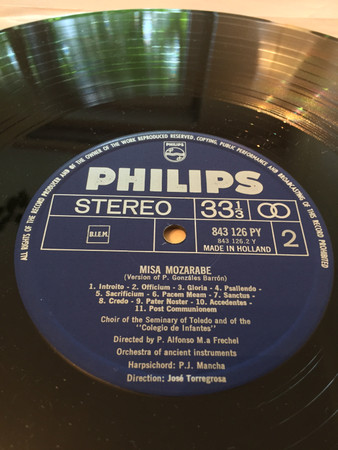 ALL RIGHTS OF THE RECORD PRODUCER AND BE THE OWNER OF THE WORK REPRODUCED RESERVED, COPYING, PUBLIC PERFORMANCE AND BROADCASTING OF THIS RECORD PROHIBITED
PHILIPS
PHILIPS
STEREO
33 1/3
843 126 PY
843 126.2 Y
MADE IN HOLLAND
2
B.I.E.M.
MISA MOZARABE
(Version of P. Gonzáles Barrón)
1. Introito - 2. Officium - 3. Gloria - 4. Psaliendo -
5. Sacrificium - 6. Pacem Meam - 7. Sanctus -
8. Credo - 9. Pater Noster - 10. Accedentes -
11. Post Communionem
Choir of the Seminary of Toledo and of the
"Colegio de Infantes"
Directed by P. Alfonso M.a Frechel
Orchestra of ancient instruments
Harpsichord: P.J. Mancha
Direction: José Torregrosa